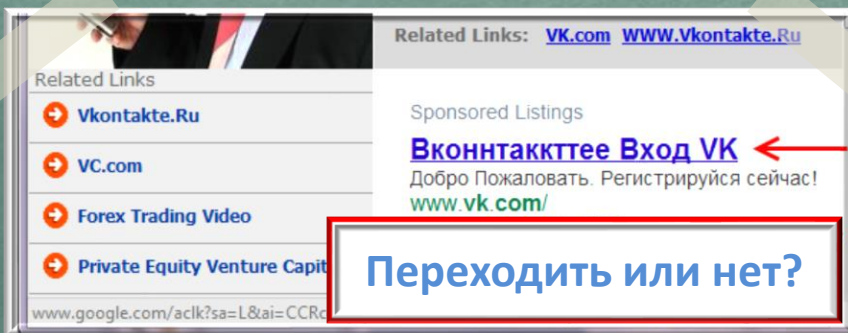 Related Links
Vkontakte.Ru
VC.com
Forex Trading Video
Private Equity Venture Capit
www.google.com/aclk?sa=L&ai=CCRc
Related Links: VK.com WWW.Vkontakte.Ru
Sponsored Listings
Вконнтаккттее Вход VK
Добро Пожаловать. Регистрируйся сейчас!
www.vk.com/
Переходить или нет?